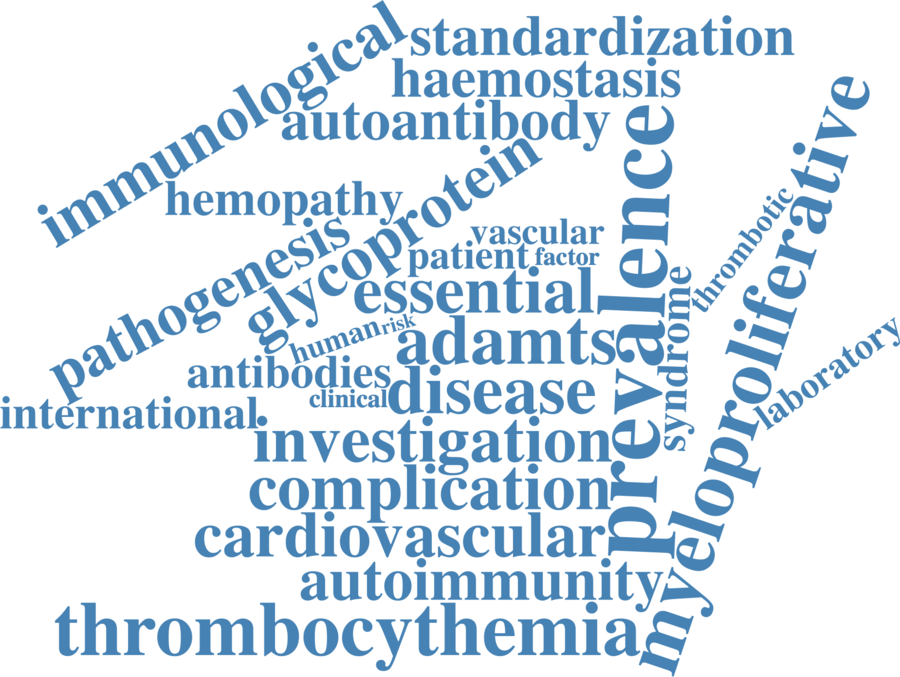 immunological
standardization
haemostasis
autoantibody
hemopathy
glycoprotein
pathogenesis
vascular
patient
factor
essential
human
risk
adamts
antibodies
disease
clinical
international
investigation
complication
cardiovascular
autoimmunity
thrombocythemia
prevalence
syndrome
thrombotic
myeloproliferative
laboratory